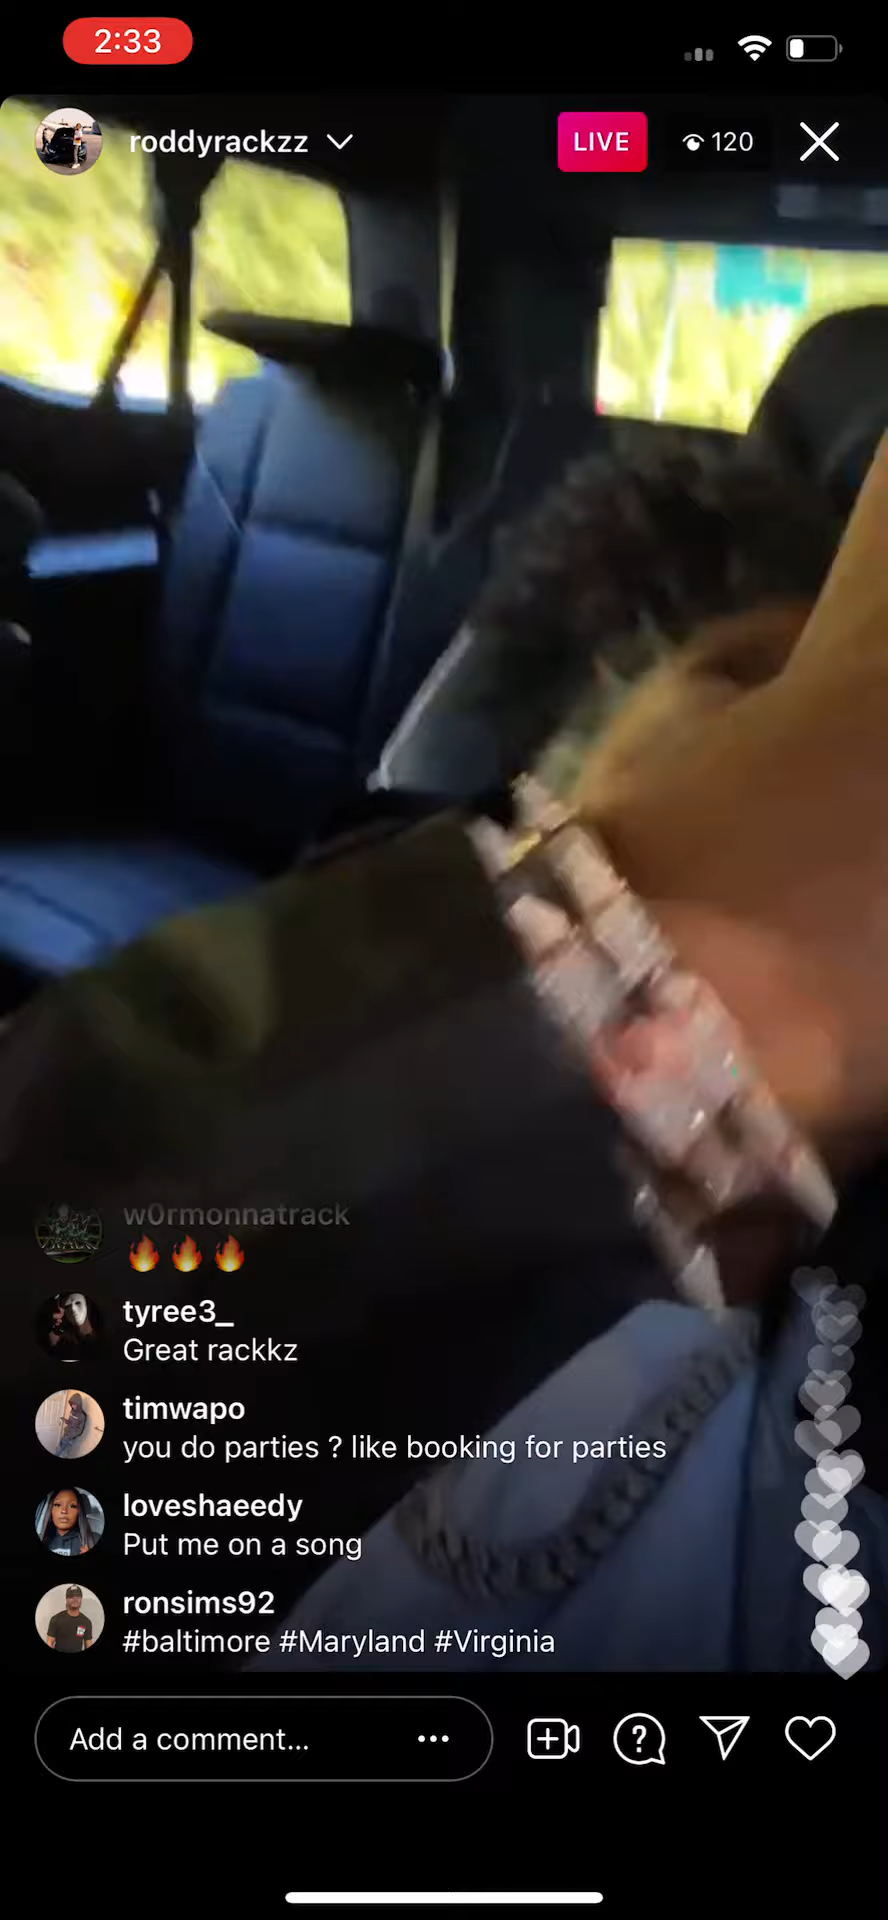 2:33
roddyrackzz
LIVE
120
w0rmonnatrack
🔥🔥🔥
tyree3_
Great rackkz
timwapo
you do parties ? like booking for parties
loveshaeedy
Put me on a song
ronsims92
#baltimore #Maryland #Virginia
Add a comment...